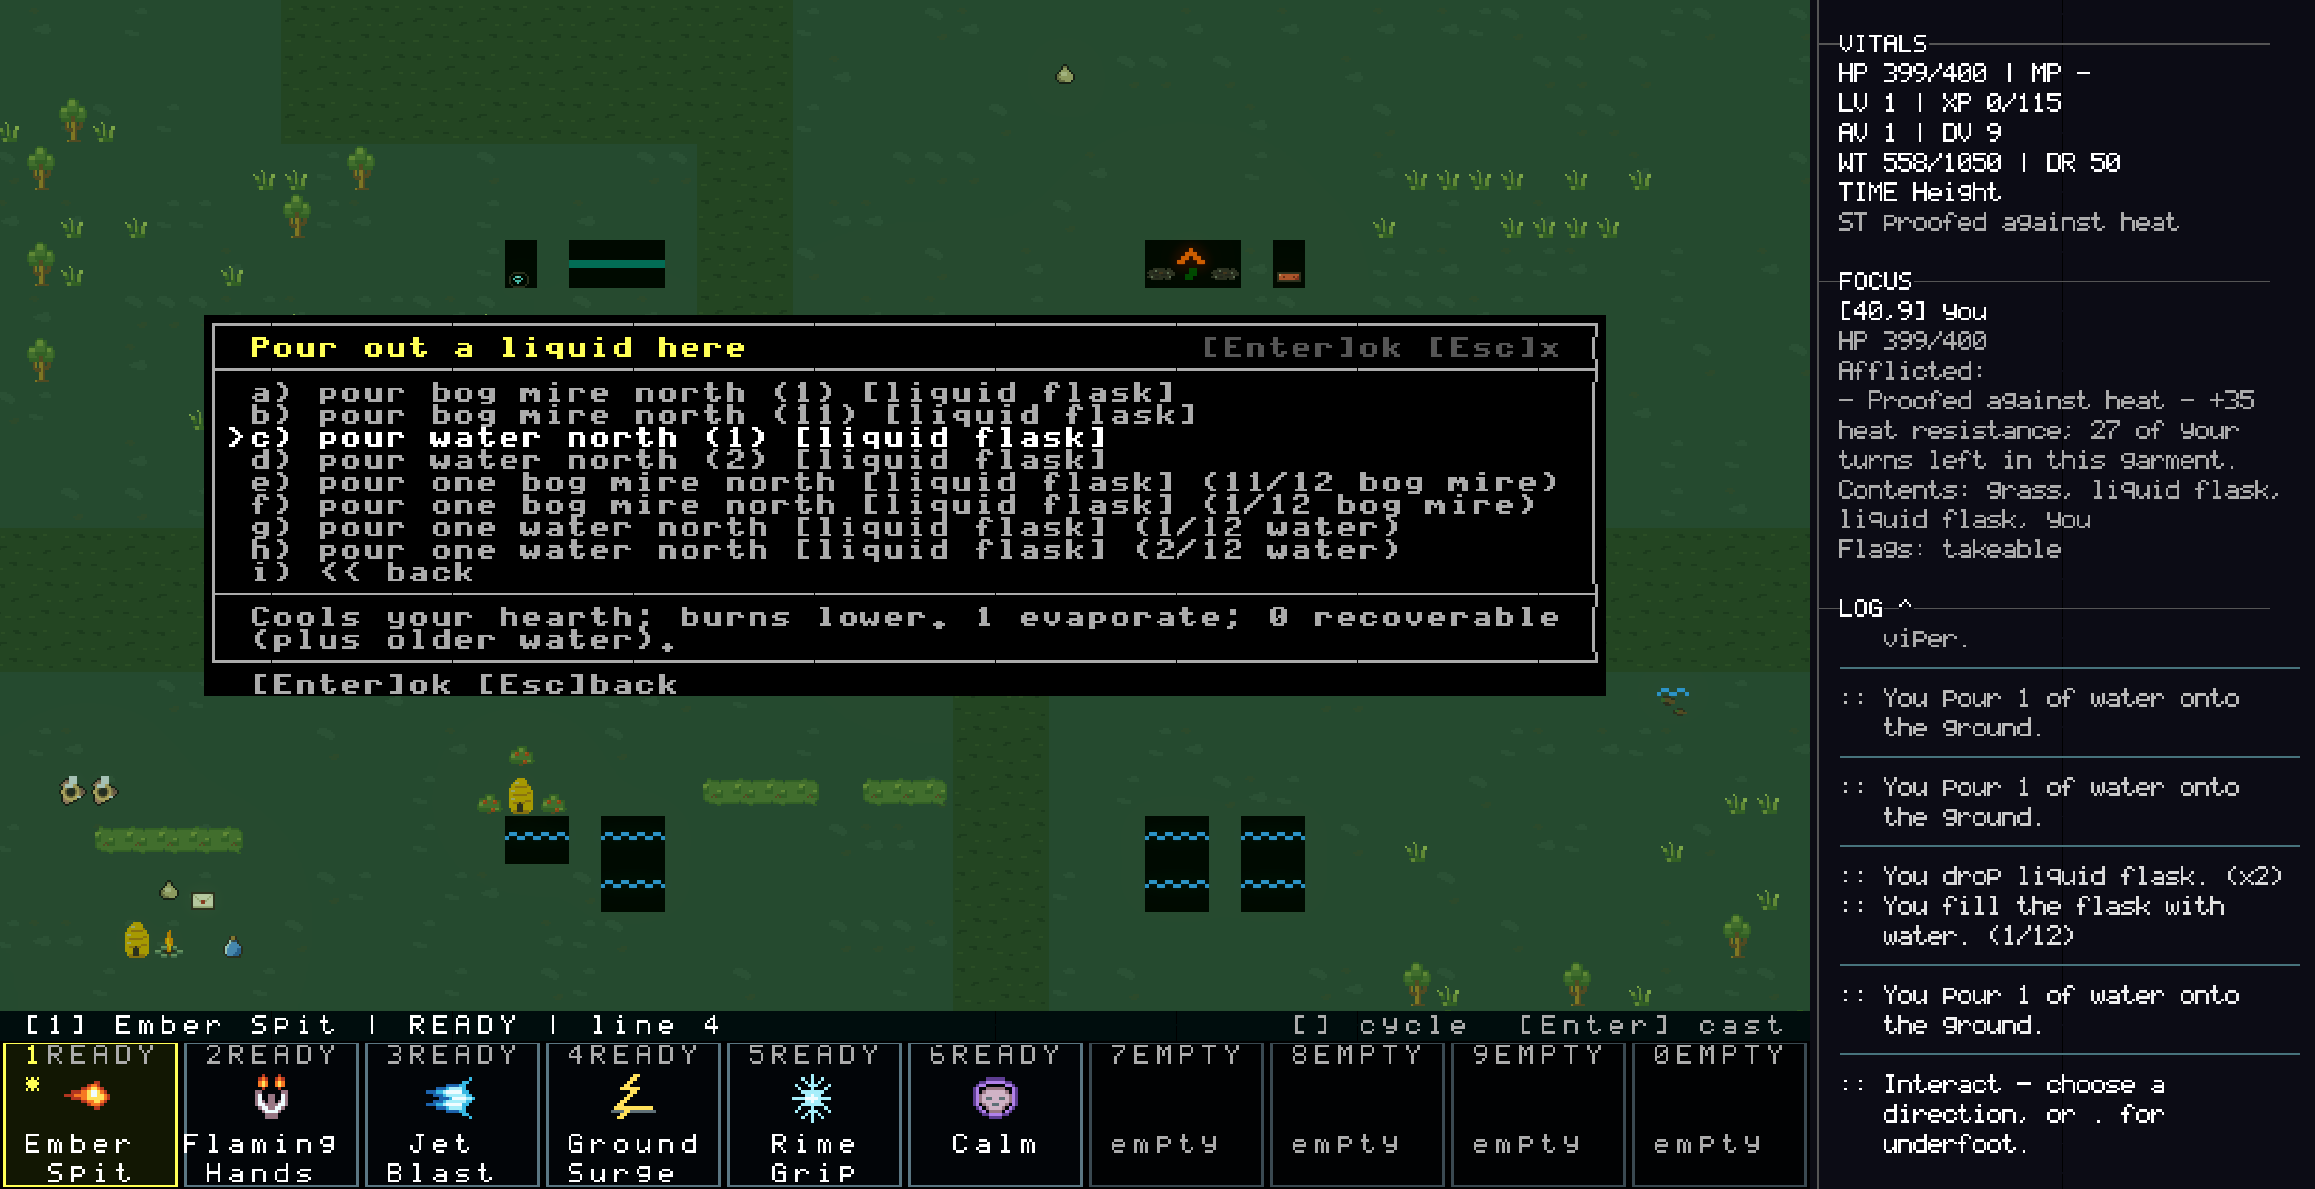 Pour out a liquid here [Enter]ok [Esc]x
a) pour bog mire north (1) [liquid flask]
b) pour bog mire north (11) [liquid flask]
>c) pour water north (1) [liquid flask]
d) pour water north (2) [liquid flask]
e) pour one bog mire north [liquid flask] (11/12 bog mire)
f) pour one bog mire north [liquid flask] (1/12 bog mire)
g) pour one water north [liquid flask] (1/12 water)
h) pour one water north [liquid flask] (2/12 water)
i) << back
Cools your hearth; burns lower. 1 evaporate; 0 recoverable
(plus older water).
[Enter]ok [Esc]back
[1] Ember Spit | READY | line 4 [] cycle [Enter] cast
1READY 2READY 3READY 4READY 5READY 6READY 7EMPTY 8EMPTY 9EMPTY 0EMPTY
Ember Flaming Jet Ground Rime Calm empty empty empty empty
Spit Hands Blast Surge Grip
VITALS
HP 399/400 | MP -
LV 1 | XP 0/115
AV 1 | DV 9
WT 558/1050 | DR 50
TIME Height
ST Proofed against heat
FOCUS
[40,9] You
HP 399/400
Afflicted:
- Proofed against heat - +35
heat resistance; 27 of your
turns left in this garment.
Contents: grass, liquid flask,
liquid flask, you
Flags: takeable
LOG ^
viper.
:: You pour 1 of water onto
the ground.
:: You pour 1 of water onto
the ground.
:: You drop liquid flask. (x2)
:: You fill the flask with
water. (1/12)
:: You pour 1 of water onto
the ground.
:: Interact - choose a
direction, or . for
underfoot.